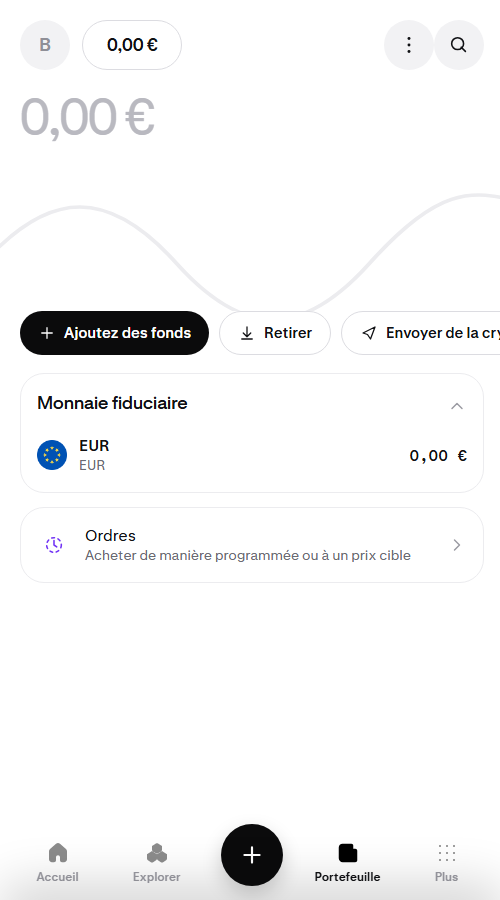 B
0,00 €
0,00 €
Ajoutez des fonds
Retirer
Envoyer de la cry
Monnaie fiduciaire
EUR
EUR
0,00 €
Ordres
Acheter de manière programmée ou à un prix cible
Accueil
Explorer
Portefeuille
Plus